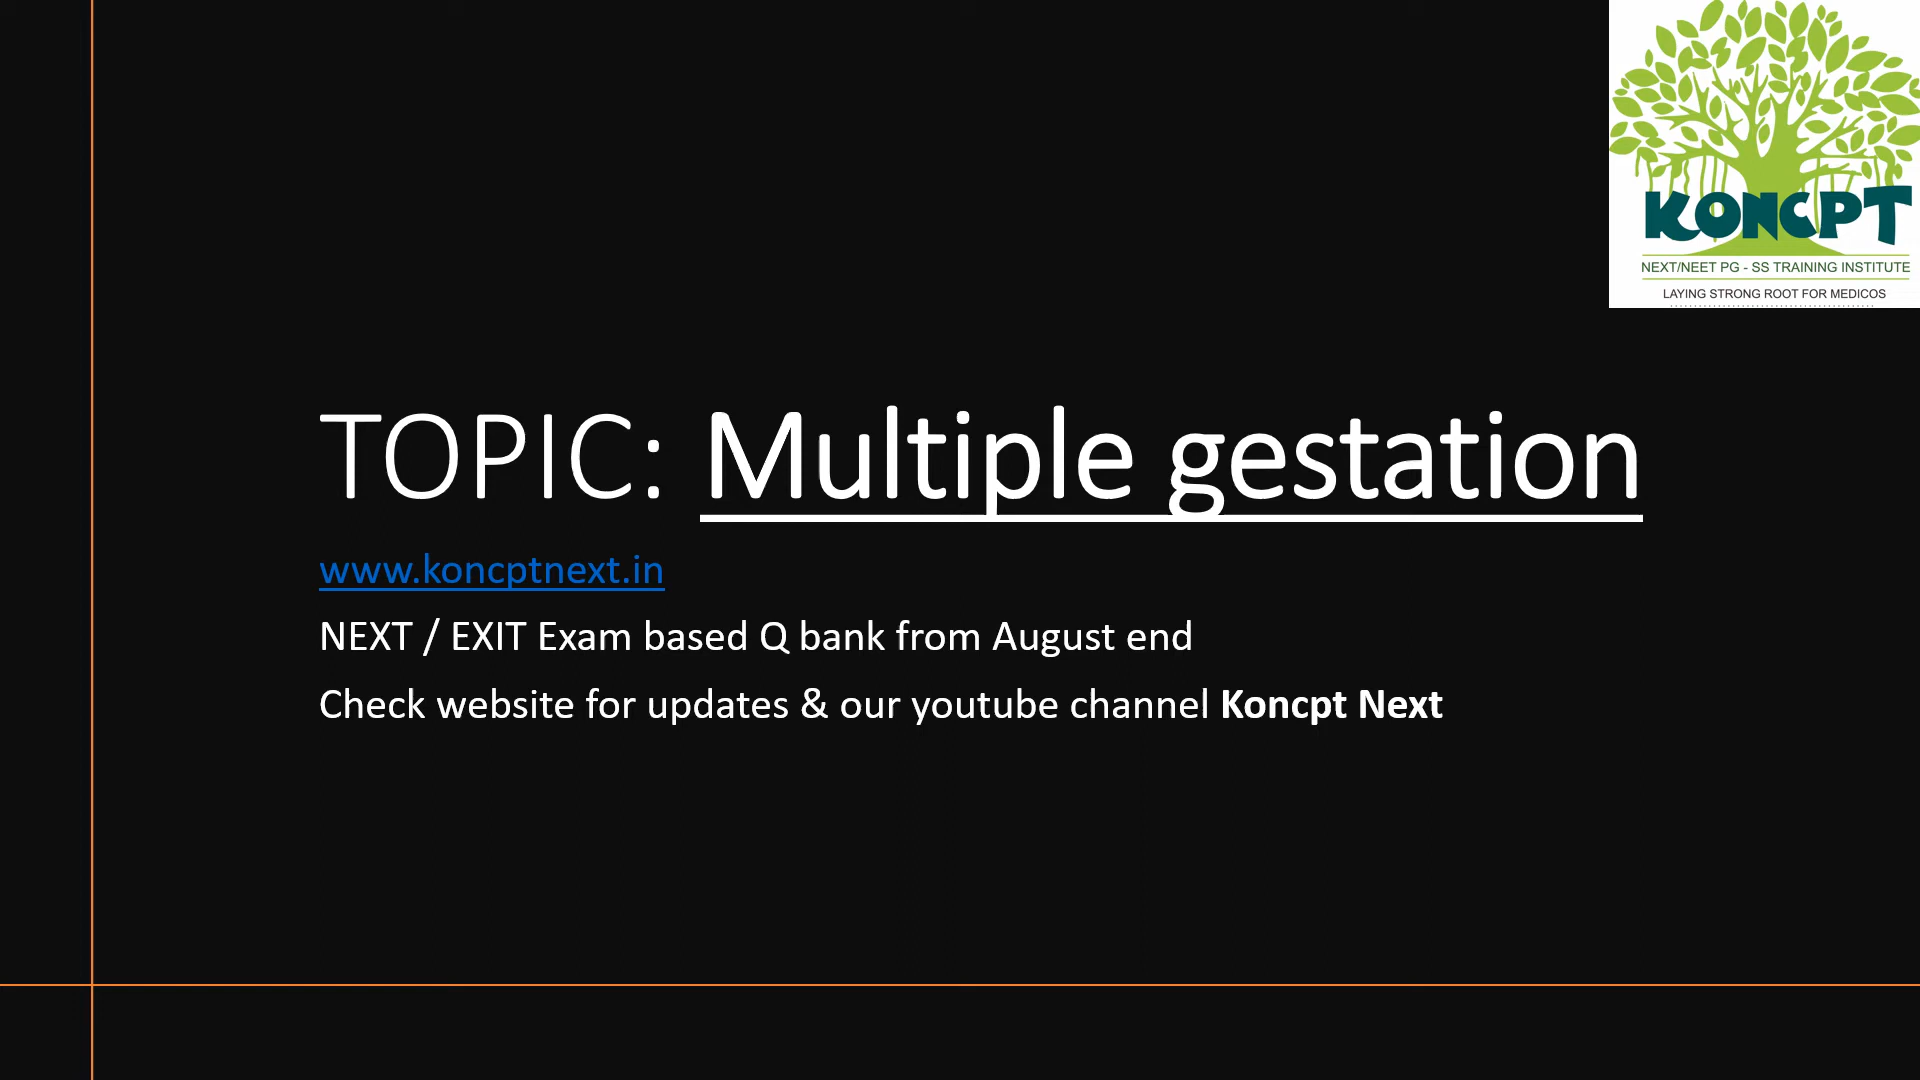 KONCPT
NEXT/NEET PG - SS TRAINING INSTITUTE
LAYING STRONG ROOT FOR MEDICOS
TOPIC: Multiple gestation
www.koncptnext.in
NEXT / EXIT Exam based Q bank from August end
Check website for updates & our youtube channel Koncpt Next